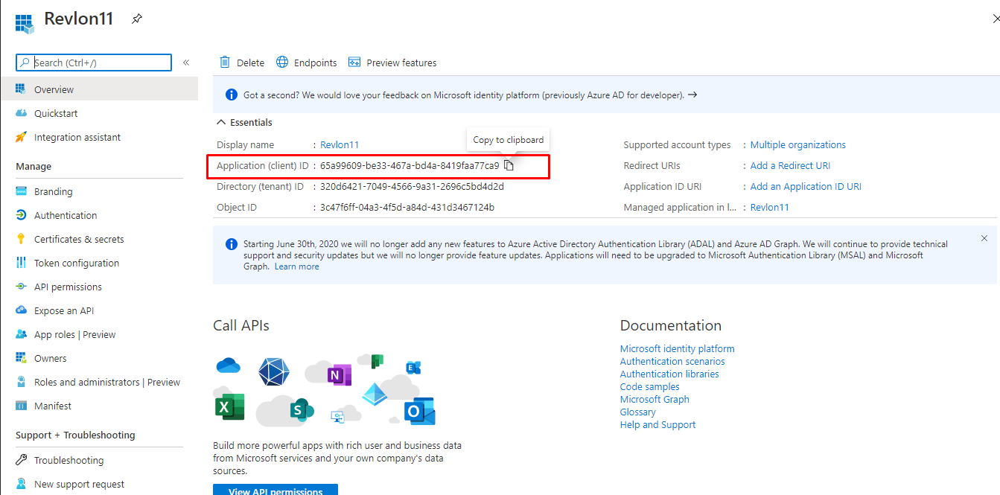 Revlon11
Search (Ctrl+/)
«
Overview
Quickstart
Integration assistant
Manage
Branding
Authentication
Certificates & secrets
Token configuration
API permissions
Expose an API
App roles | Preview
Owners
Roles and administrators | Preview
Manifest
Support + Troubleshooting
Troubleshooting
New support request
Delete
Endpoints
Preview features
Got a second? We would love your feedback on Microsoft identity platform (previously Azure AD for developer). →
Essentials
Copy to clipboard
Display name : Revlon11
Application (client) ID : 65a99609-be33-467a-bd4a-8419faa77ca9
Directory (tenant) ID : 320d6421-7049-4566-9a31-2696c5bd4d2d
Object ID : 3c47f6ff-04a3-4f5d-a84d-431d3467124b
Supported account types : Multiple organizations
Redirect URIs : Add a Redirect URI
Application ID URI : Add an Application ID URI
Managed application in l... : Revlon11
Starting June 30th, 2020 we will no longer add any new features to Azure Active Directory Authentication Library (ADAL) and Azure AD Graph. We will continue to provide technical
support and security updates but we will no longer provide feature updates. Applications will need to be upgraded to Microsoft Authentication Library (MSAL) and Microsoft
Graph. Learn more
Call APIs
N
E
X
S
O
Build more powerful apps with rich user and business data
from Microsoft services and your own company's data
sources.
View API permissions
Documentation
Microsoft identity platform
Authentication scenarios
Authentication libraries
Code samples
Microsoft Graph
Glossary
Help and Support